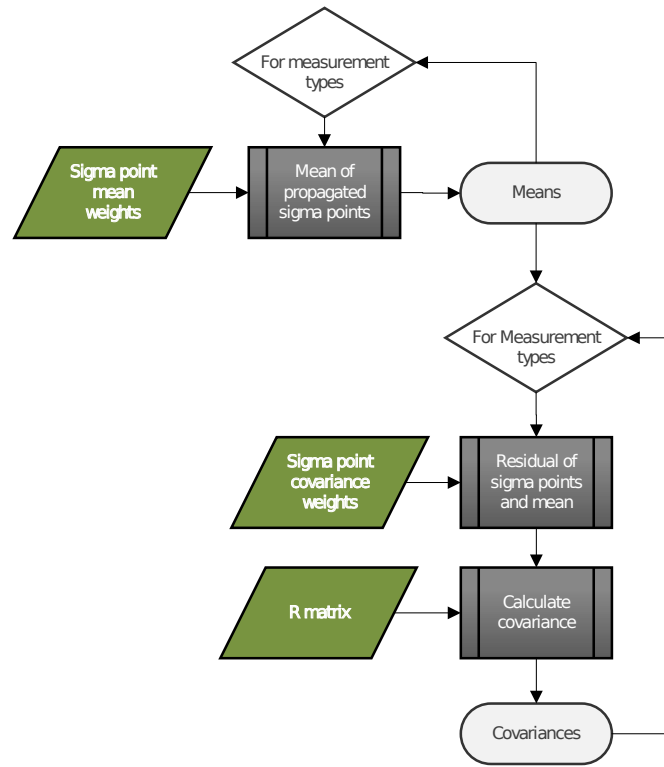 For measurement
types
Sigma point
mean
weights
Mean of
propagated
sigma points
Means
For Measurement
types
Sigma point
covariance
weights
Residual of
sigma points
and mean
R matrix
Calculate
covariance
Covariances